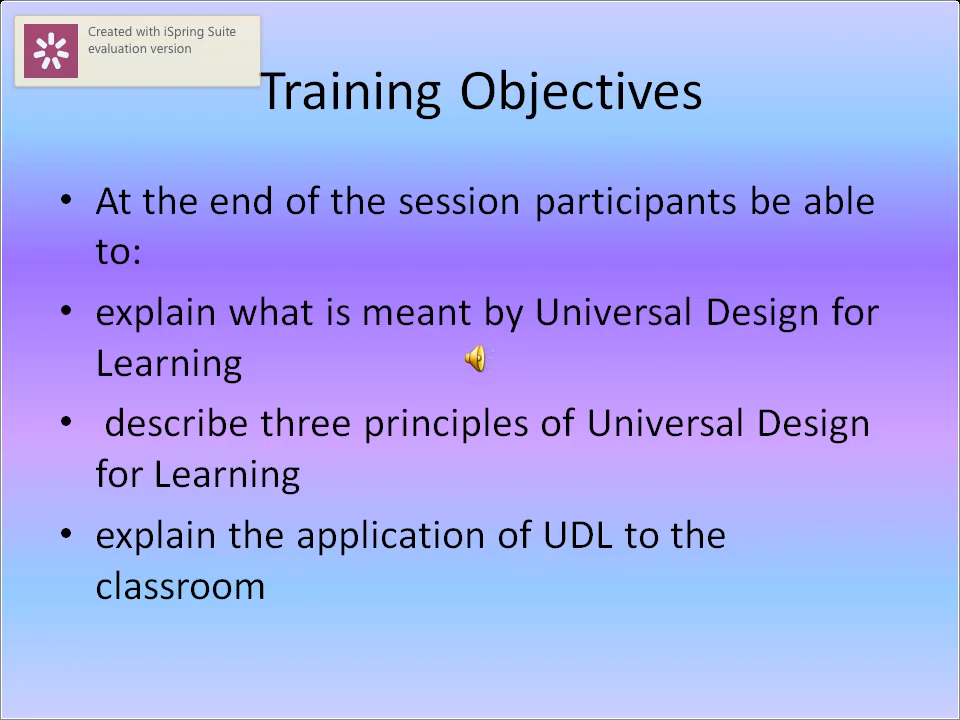 Created with iSpring Suite
evaluation version
Training Objectives
• At the end of the session participants be able
to:
• explain what is meant by Universal Design for
Learning
• describe three principles of Universal Design
for Learning
• explain the application of UDL to the
classroom